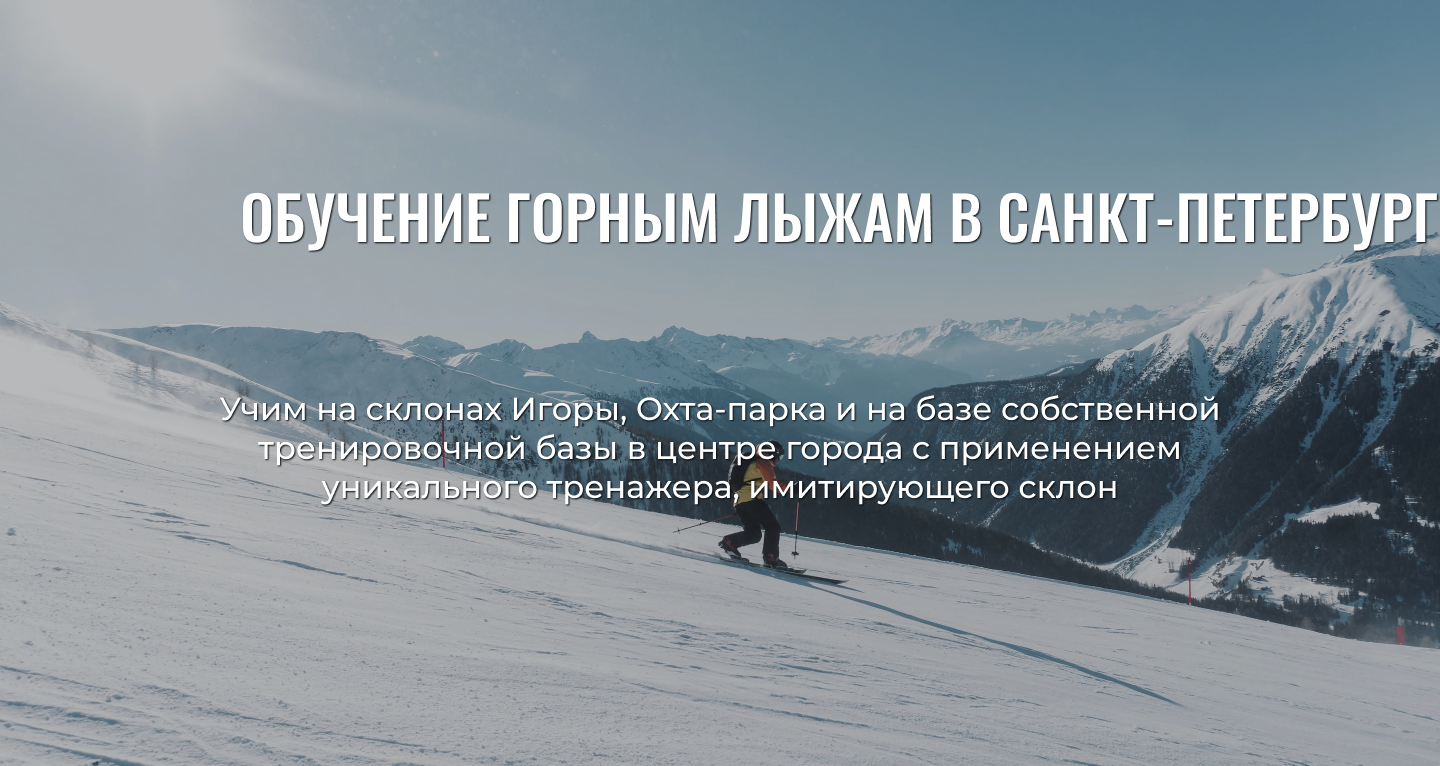 ОБУЧЕНИЕ ГОРНЫМ ЛЫЖАМ В САНКТ-ПЕТЕРБУРГ
Учим на склонах Игоры, Охта-парка и на базе собственной
тренировочной базы в центре города с применением
уникального тренажера, имитирующего склон